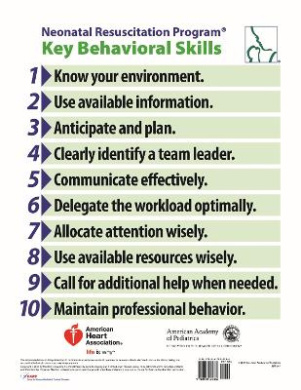 Neonatal Resuscitation Program®
Key Behavioral Skills
1 Know your environment.
2 Use available information.
3 Anticipate and plan.
4 Clearly identify a team leader.
5 Communicate effectively.
6 Delegate the workload optimally.
7 Allocate attention wisely.
8 Use available resources wisely.
9 Call for additional help when needed.
10 Maintain professional behavior.
American
Heart
Association®
life is why™
American Academy
of Pediatrics